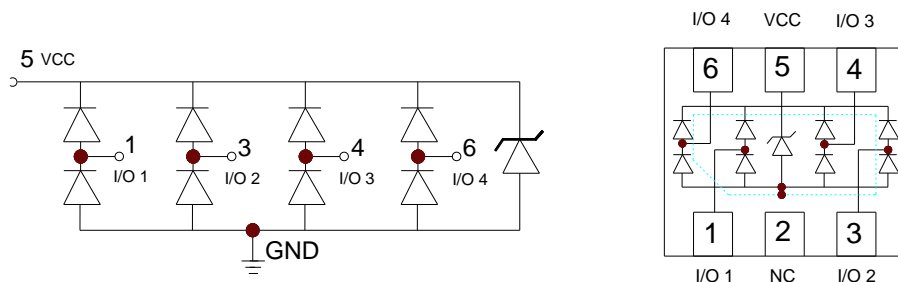 5 VCC
1
I/O 1
3
I/O 2
4
I/O 3
6
I/O 4
GND
I/O 4 VCC I/O 3
6 5 4
1 2 3
I/O 1 NC I/O 2